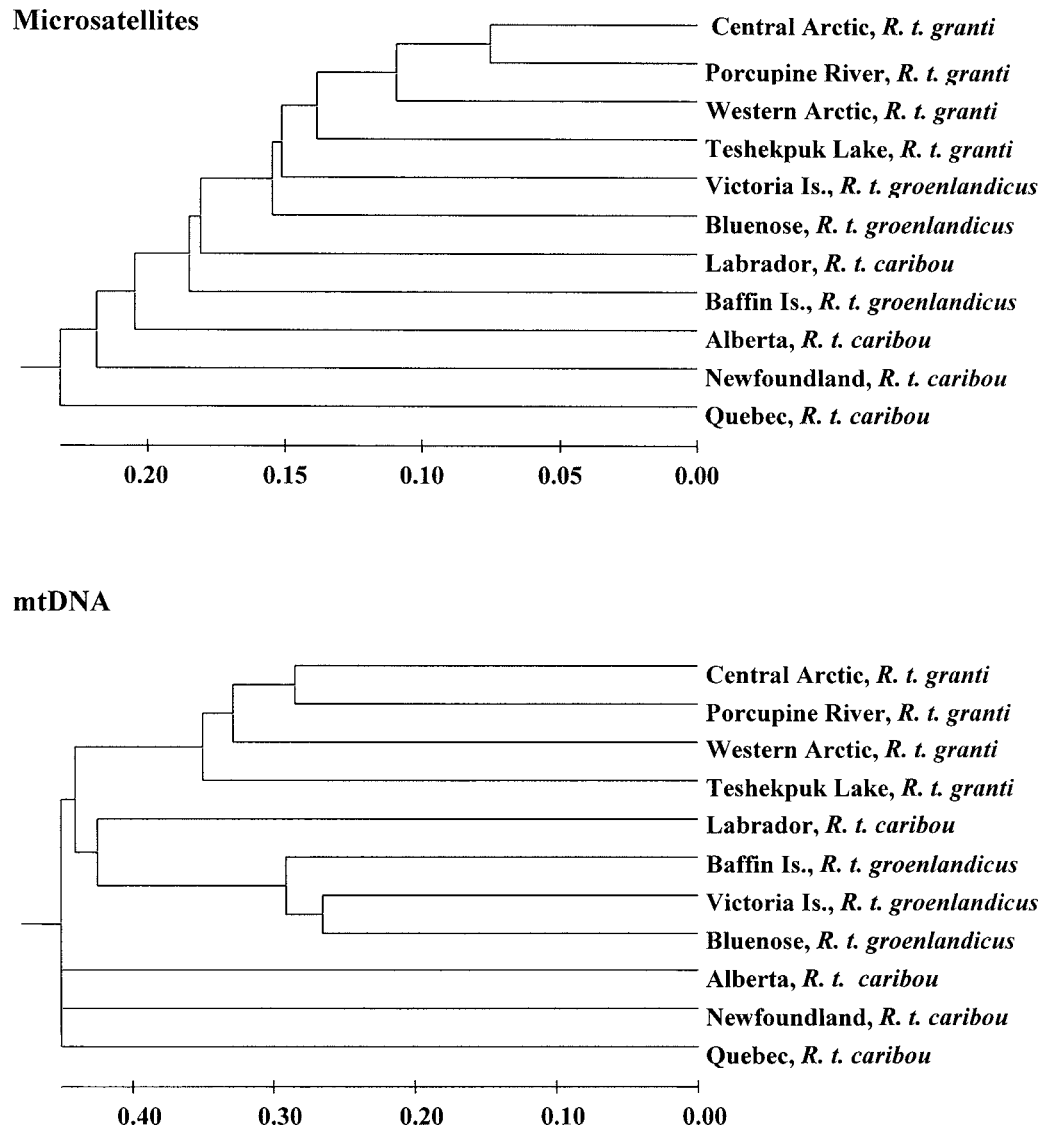 Microsatellites
Central Arctic, R. t. granti
Porcupine River, R. t. granti
Western Arctic, R. t. granti
Teshekpuk Lake, R. t. granti
Victoria Is., R. t. groenlandicus
Bluenose, R. t. groenlandicus
Labrador, R. t. caribou
Baffin Is., R. t. groenlandicus
Alberta, R. t. caribou
Newfoundland, R. t. caribou
Quebec, R. t. caribou
0.20 0.15 0.10 0.05 0.00
mtDNA
Central Arctic, R. t. granti
Porcupine River, R. t. granti
Western Arctic, R. t. granti
Teshekpuk Lake, R. t. granti
Labrador, R. t. caribou
Baffin Is., R. t. groenlandicus
Victoria Is., R. t. groenlandicus
Bluenose, R. t. groenlandicus
Alberta, R. t. caribou
Newfoundland, R. t. caribou
Quebec, R. t. caribou
0.40 0.30 0.20 0.10 0.00